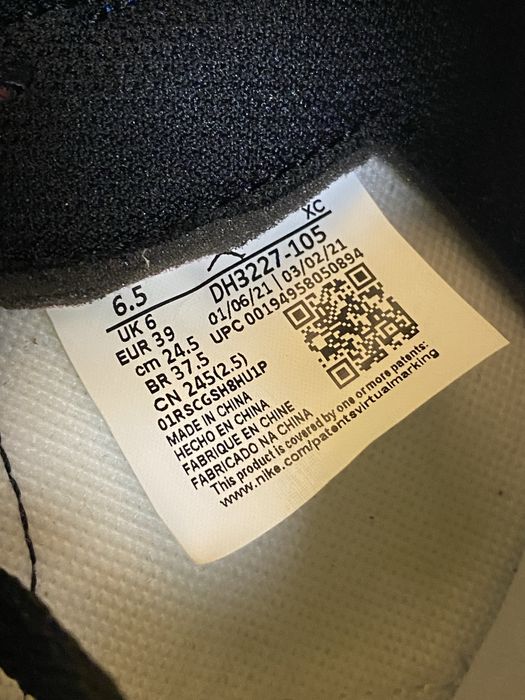 XC
6.5
DH3227-105
UK 6
01/06/21 | 03/02/21
EUR 39
UPC 00194958050894
cm 24.5
BR 37.5
CN 245(2.5)
01RSCGSH8HU1P
MADE IN CHINA
HECHO EN CHINA
FABRIQUE EN CHINE
FABRICADO NA CHINA
This product is covered by one or more patents:
www.nike.com/patentsvirtualmarking